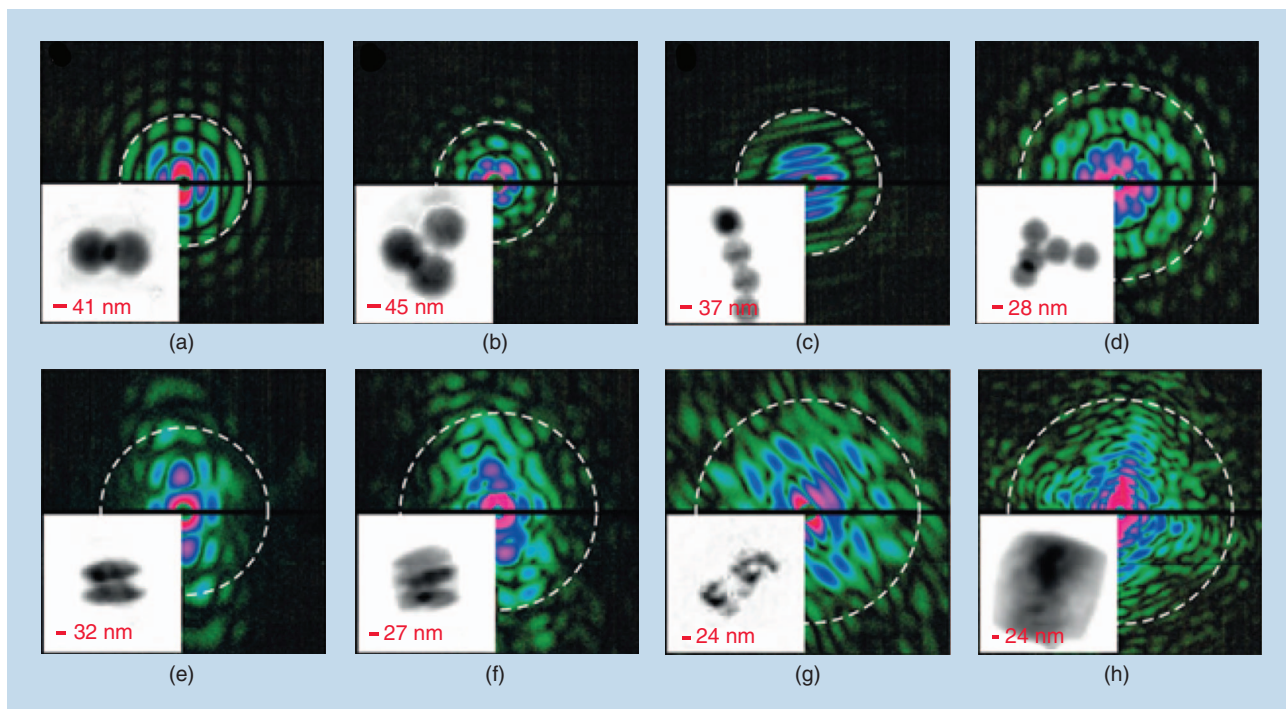 41 nm
45 nm
37 nm
28 nm
(a)
(b)
(c)
(d)
32 nm
27 nm
24 nm
24 nm
(e)
(f)
(g)
(h)